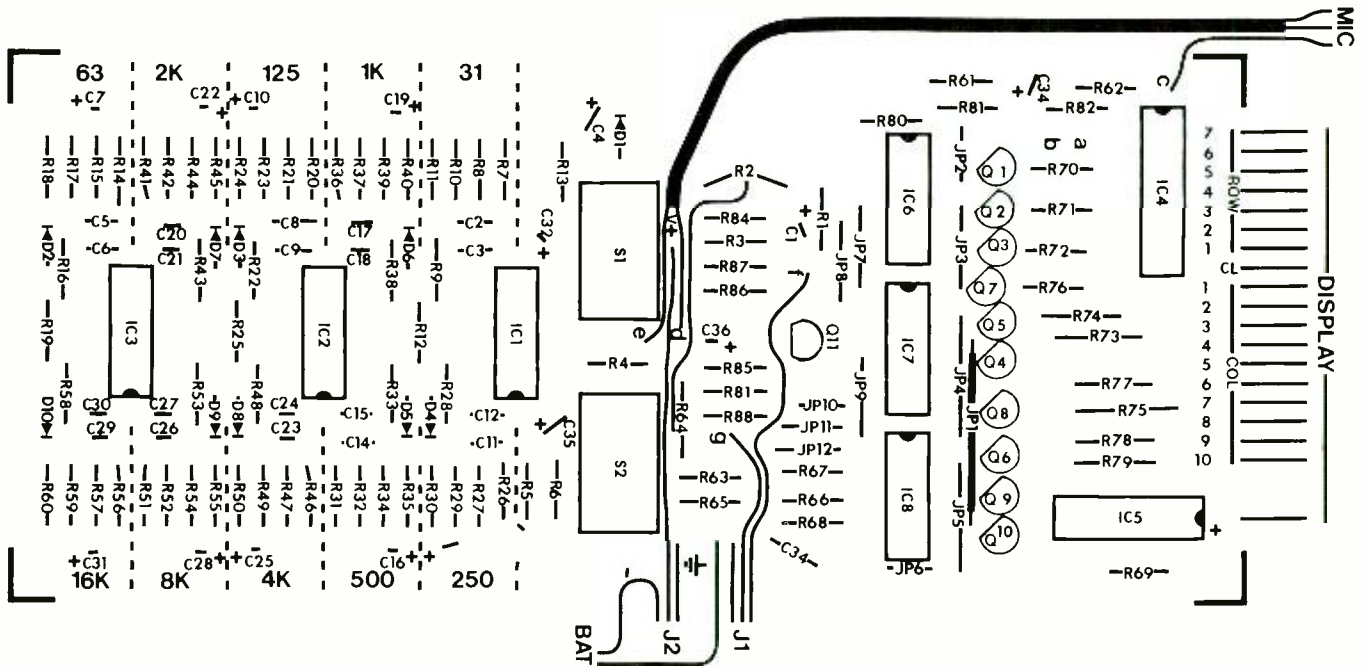 MIC
63 2K 125 1K 31
+ C7 C22 + + C10 C19 +
R18 R17 R15 R14 R41 R42 R44 R45 R24 R23 R21 R20 R36 R37 R39 R40 R11 R10 R8 R7
C5 C20 C8 C17 C2
C6 C21 C9 C18 C3
D2 R16 R43 D7 D3 R22 R38 D6 R9
R19 IC3 R25 IC2 R12 IC1
R58 R53 R48 R33 R28
D10 C30 C27 D9 D8 C24 C15 D5 D4 C12
C29 C26 C23 C14 C11
R60 R59 R57 R56 R51 R52 R54 R55 R50 R49 R47 R46 R31 R32 R34 R35 R30 R29 R27 R26 R5 R6
+ C31 C28 + + C25 C16 + +
16K 8K 4K 500 250
+ C4 D1
R13
C32 +
S1
R4
+ C35
S2
- BAT
R2
V+
R84
R3
R87
R86
e d
C36 +
R85
R81
R88
R64 g
R63
R65
J2 J1
+ C1 R1
f JP8 JP7
Q11
JP9
JP10
JP11
JP12
R67
R66
R68
C34
R61 + C34 R62 C
R80 R81 R82
a
b
IC6 JP2 Q1 R70 IC4
Q2 R71
JP3 Q3 R72
Q7 R76
IC7 Q5 R74
R73
JP4 Q4
JP1 R77
Q8 R75
R78
Q6 R79
IC8 JP5 Q9
Q10 IC5 +
JP6 R69
7
6
5
4
3
2
1
ROW
CL
1
2
3
4
5
6
7
8
9
10
COL
DISPLAY